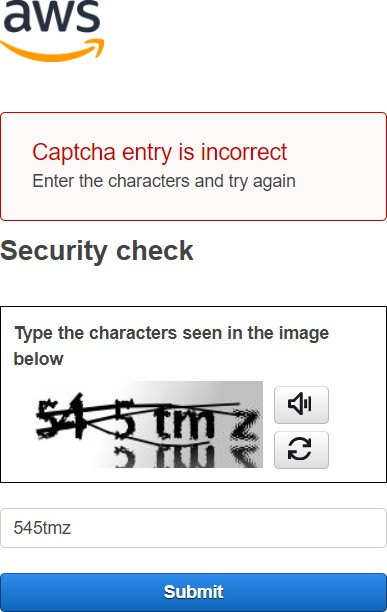 aws
Captcha entry is incorrect
Enter the characters and try again
Security check
Type the characters seen in the image
below
545tmz
545tmz
Submit